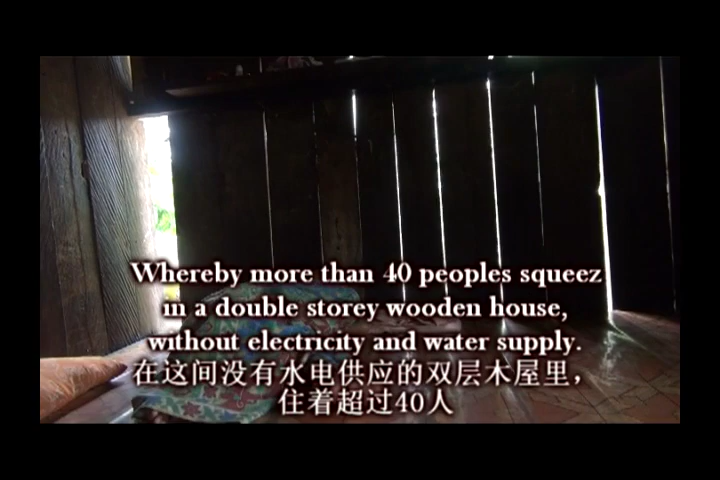 Whereby more than 40 peoples squeez
in a double storey wooden house,
without electricity and water supply.
在这间没有水电供应的双层木屋里，
住着超过40人